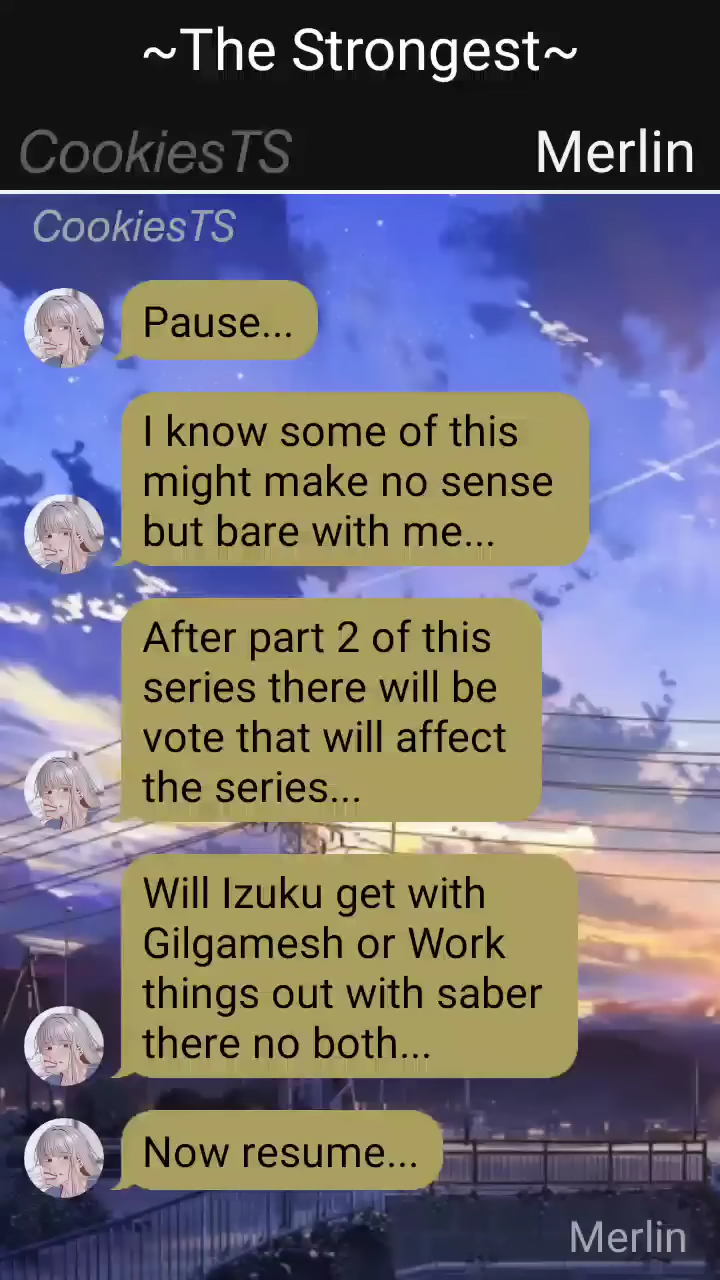 ~The Strongest~
CookiesTS
Merlin
CookiesTS
Pause...
I know some of this
might make no sense
but bare with me...
After part 2 of this
series there will be
vote that will affect
the series...
Will Izuku get with
Gilgamesh or Work
things out with saber
there no both...
Now resume...
Merlin